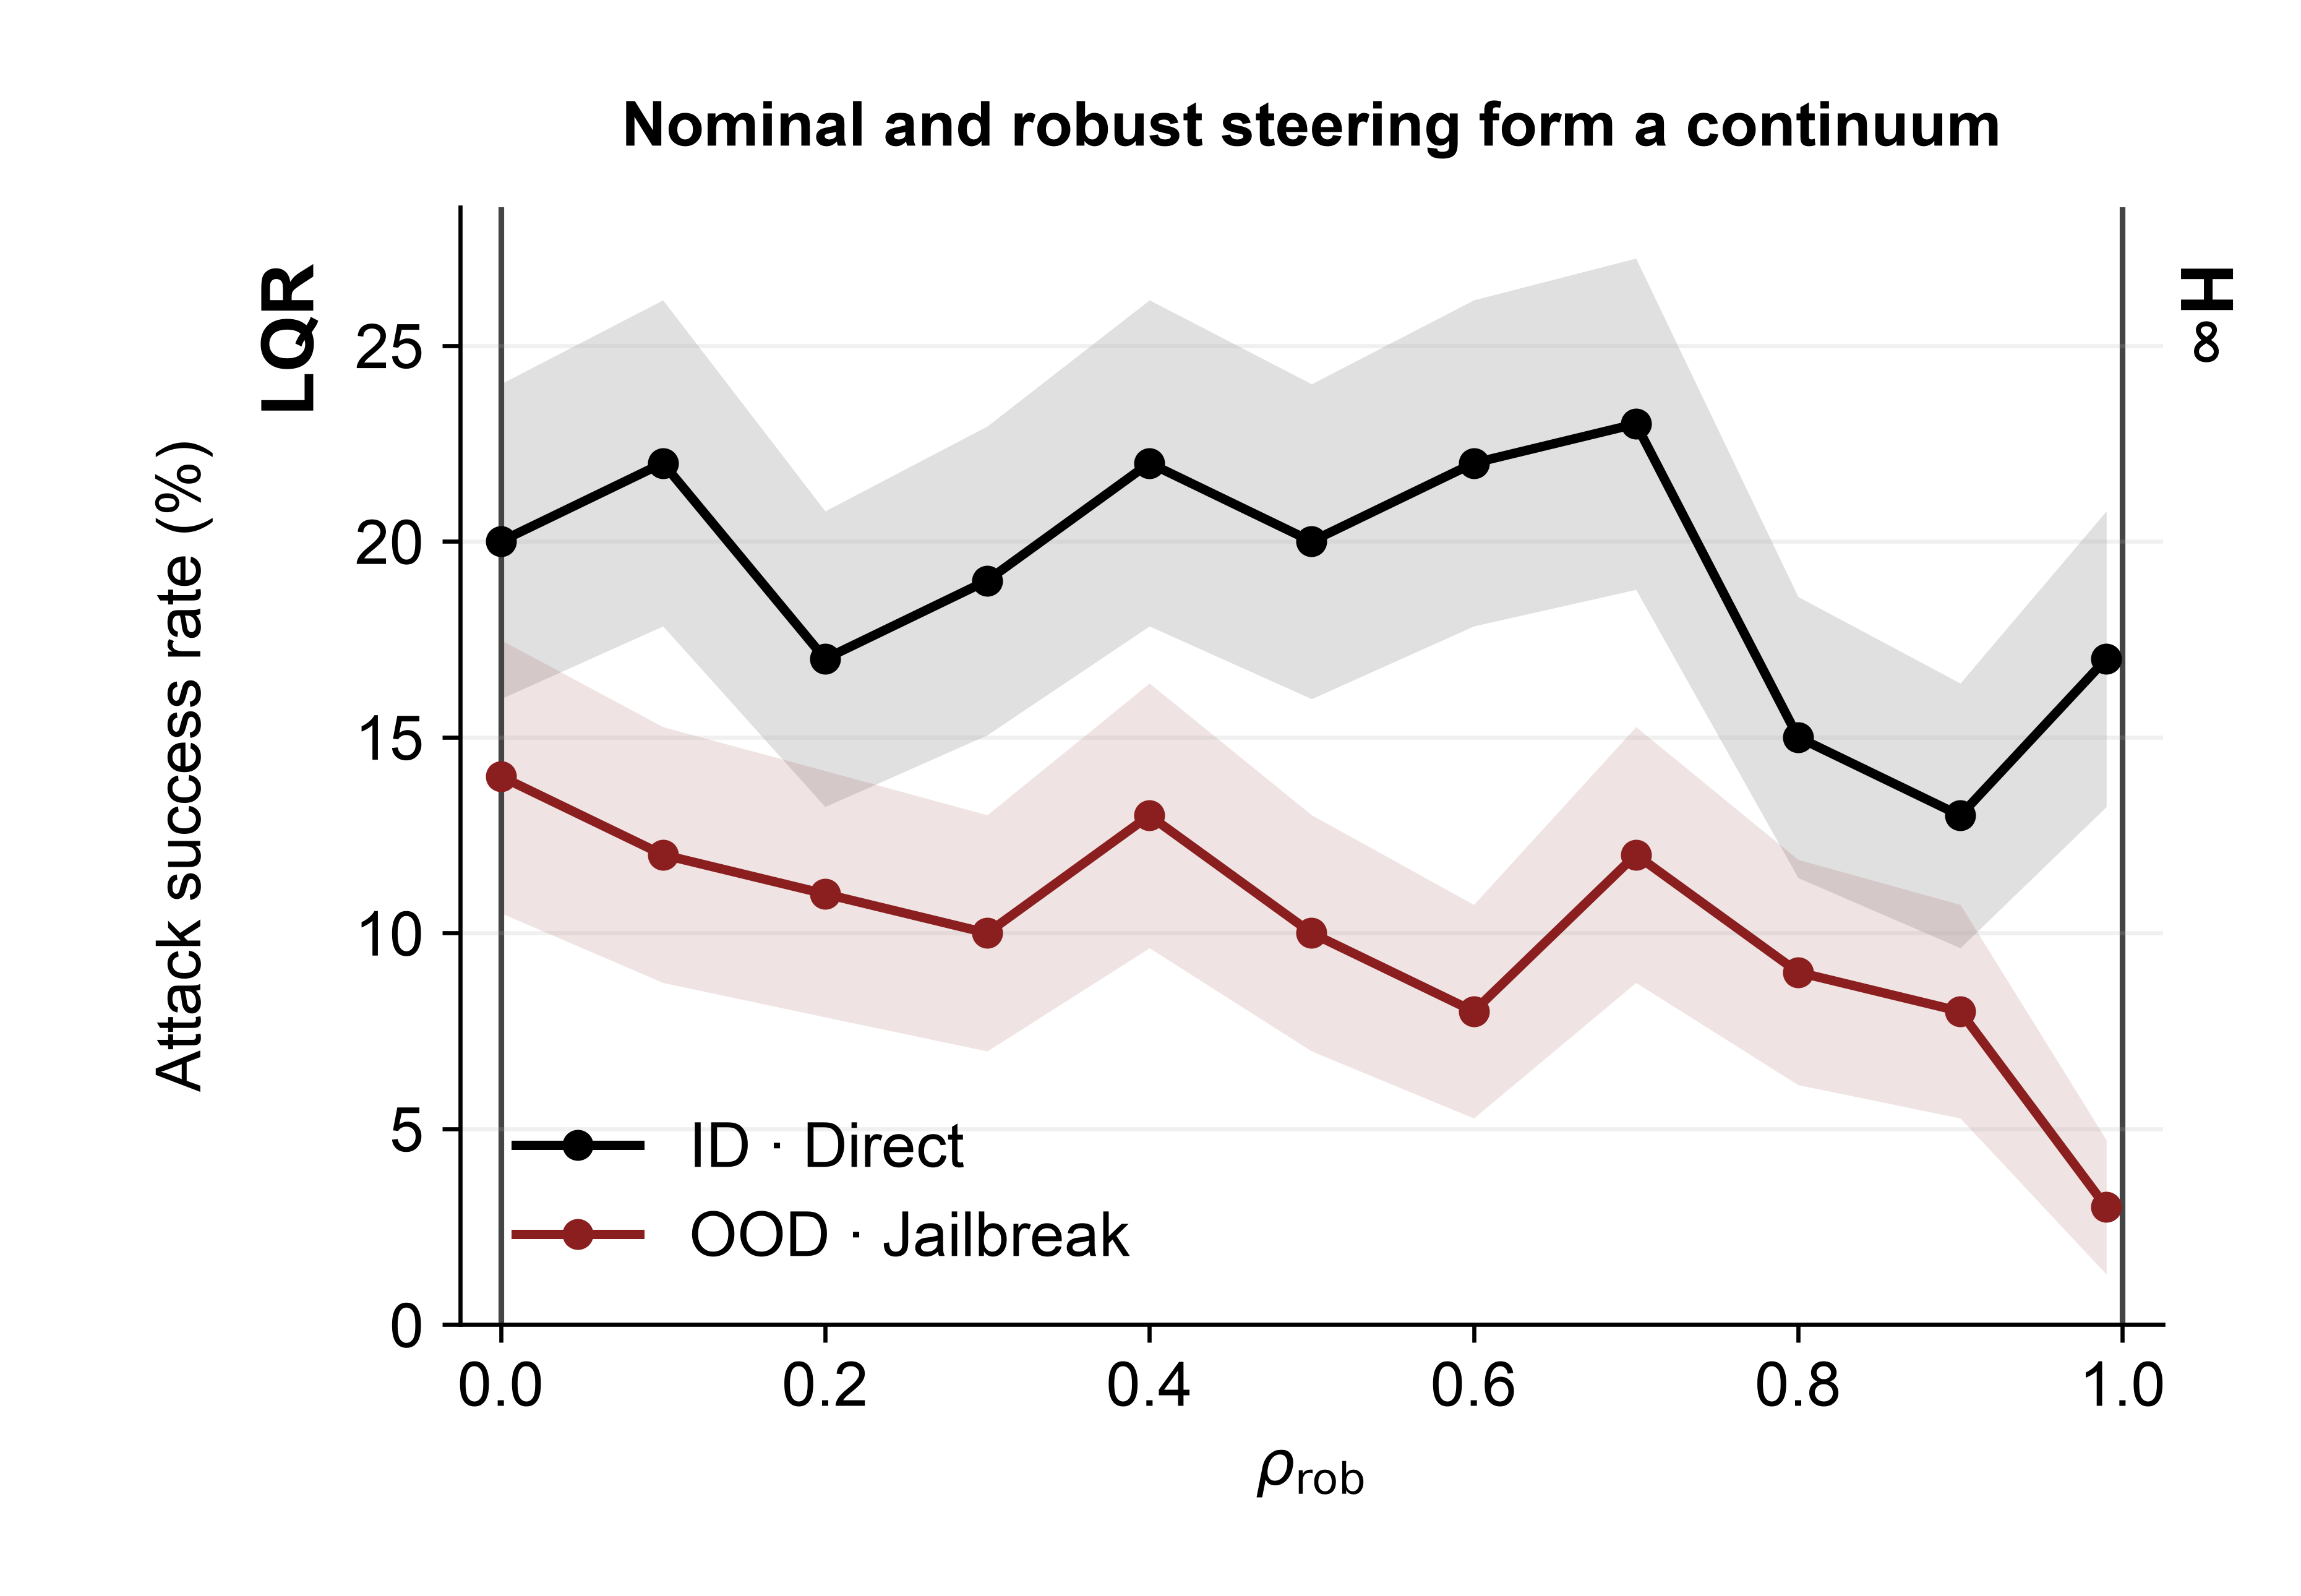 Nominal and robust steering form a continuum
LQR
H∞
Attack success rate (%)
25
20
15
10
5
0
ID · Direct
OOD · Jailbreak
0.0 0.2 0.4 0.6 0.8 1.0
ρrob